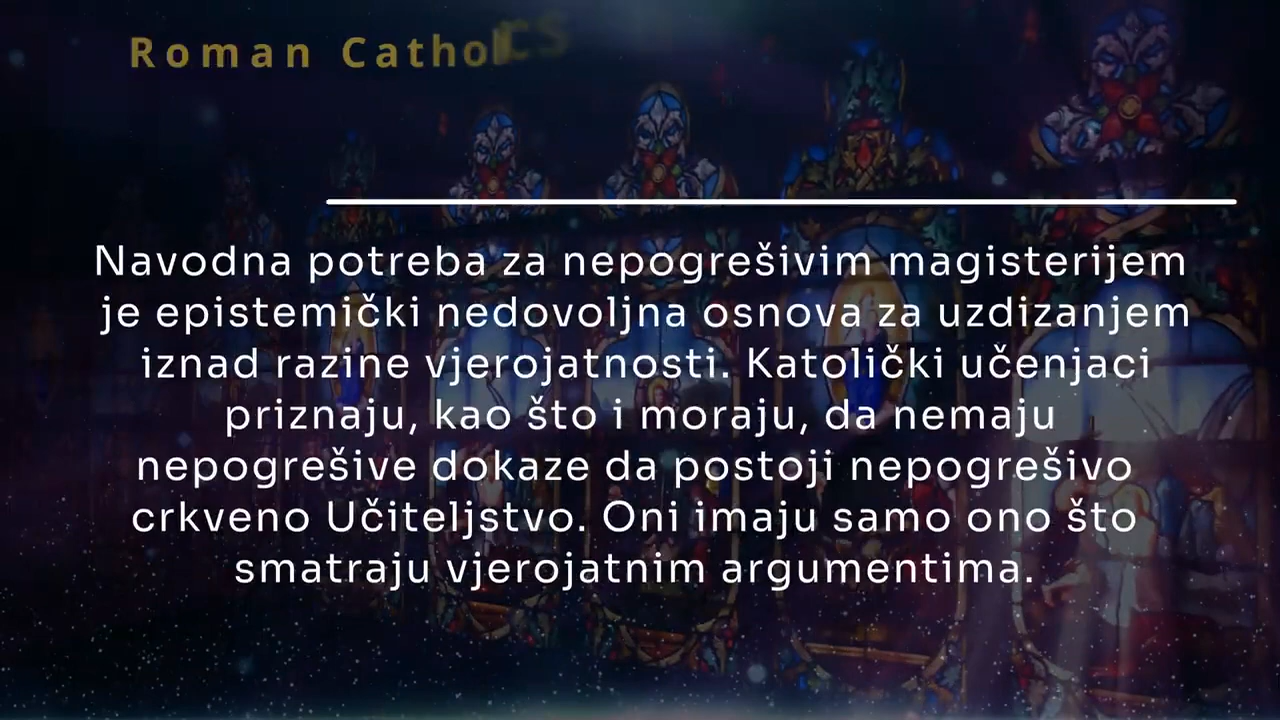 Roman Cathol cs
Navodna potreba za nepogrešivim magisterijem
je epistemički nedovoljna osnova za uzdizanjem
iznad razine vjerojatnosti. Katolički učenjaci
priznaju, kao što i moraju, da nemaju
nepogrešive dokaze da postoji nepogrešivo
crkveno Učiteljstvo. Oni imaju samo ono što
smatraju vjerojatnim argumentima.